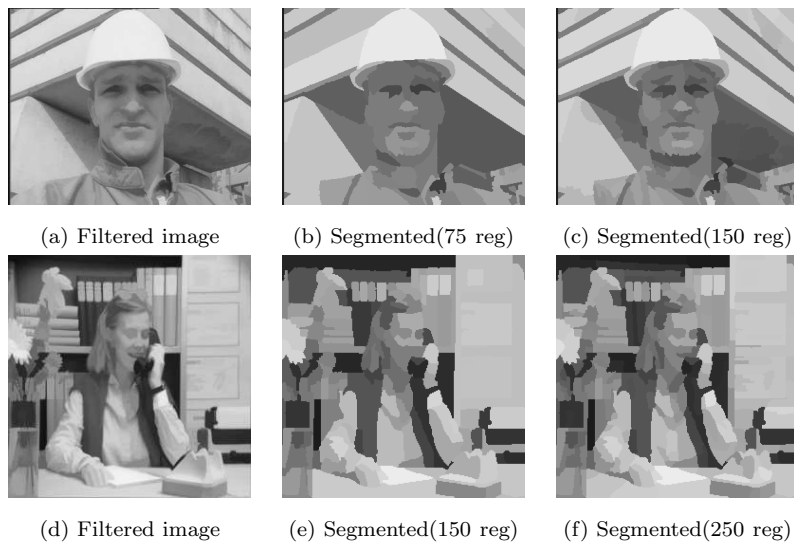 (a) Filtered image (b) Segmented(75 reg) (c) Segmented(150 reg)
(d) Filtered image (e) Segmented(150 reg) (f) Segmented(250 reg)